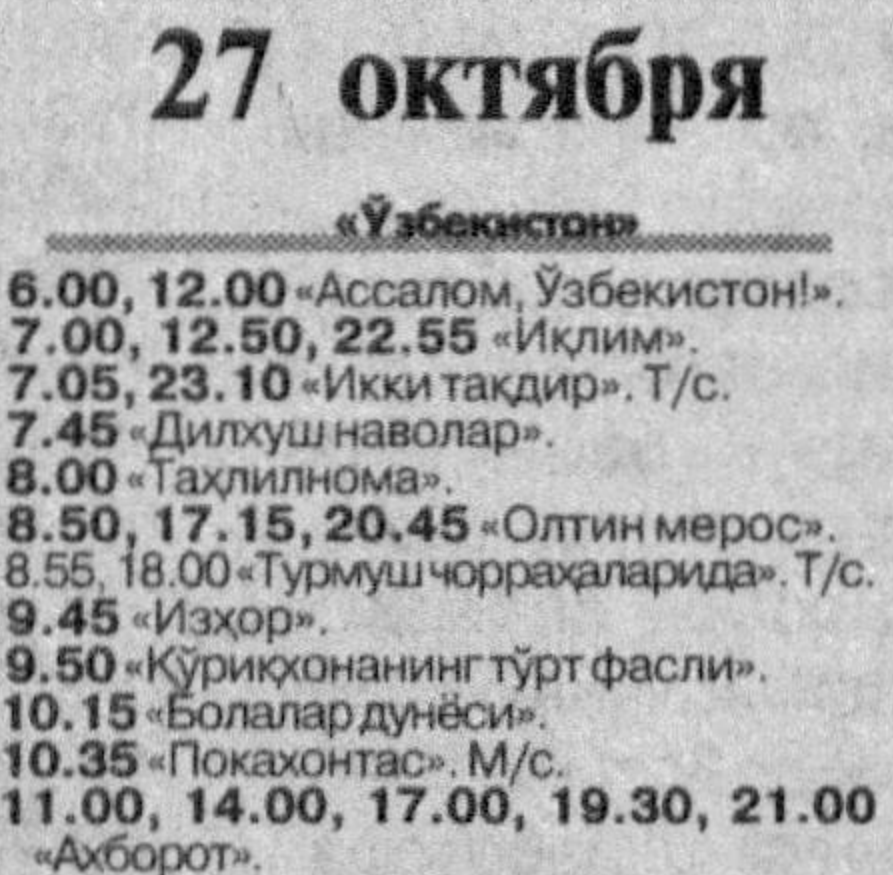 27 октября
«Ўзбекистон»
6.00, 12.00 «Ассалом, Ўзбекистон!».
7.00, 12.50, 22.55 «Иқлим».
7.05, 23.10 «Икки тақдир». Т/с.
7.45 «Дилхуш наволар».
8.00 «Таҳлилнома».
8.50, 17.15, 20.45 «Олтин мерос».
8.55, 18.00 «Турмуш чорраҳаларида». Т/с.
9.45 «Изҳор».
9.50 «Қўриқхонанинг тўрт фасли».
10.15 «Болалар дунёси».
10.35 «Покахонтас». М/с.
11.00, 14.00, 17.00, 19.30, 21.00
«Ахборот».